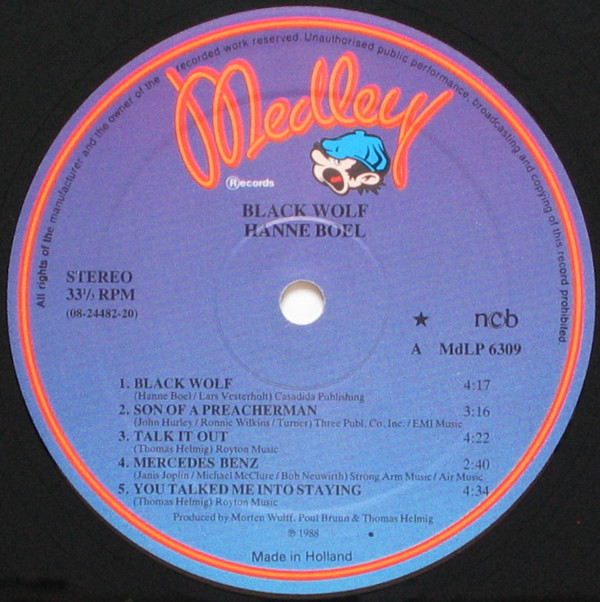 All rights of the manufacturer and the owner of the recorded work reserved. Unauthorised public performance, broadcasting and copying of this record prohibited
Medley
Records
BLACK WOLF
HANNE BOEL
STEREO
33⅓ RPM
(08-24482-20)
★ ncb
A MdLP 6309
1. BLACK WOLF 4:17
(Hanne Boel / Lars Vesterholt) Casadida Publishing
2. SON OF A PREACHERMAN 3:16
(John Hurley / Ronnie Wilkins / Turner) Three Publ. Co. Inc. / EMI Music
3. TALK IT OUT 4:22
(Thomas Helmig) Royton Music
4. MERCEDES BENZ 2:40
(Janis Joplin / Michael McClure / Bob Neuwirth) Strong Arm Music / Air Music
5. YOU TALKED ME INTO STAYING 4:34
(Thomas Helmig) Royton Music
Produced by Morten Wulff, Poul Bruun & Thomas Helmig
℗ 1988
Made in Holland